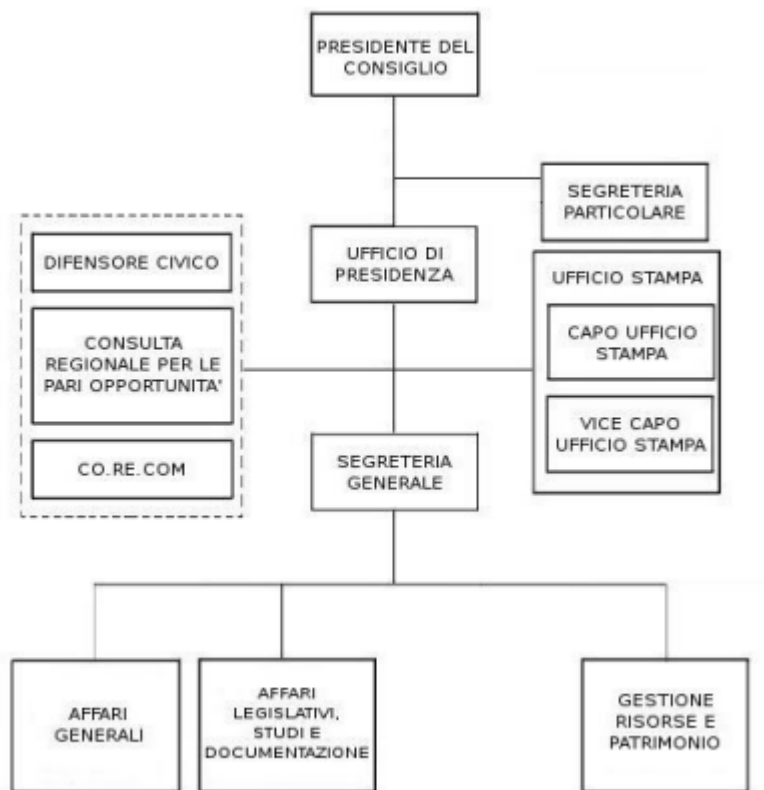 PRESIDENTE DEL
CONSIGLIO
SEGRETERIA
PARTICOLARE
UFFICIO DI
PRESIDENZA
DIFENSORE CIVICO
CONSULTA
REGIONALE PER LE
PARI OPPORTUNITA'
CO.RE.COM
UFFICIO STAMPA
CAPO UFFICIO
STAMPA
VICE CAPO
UFFICIO STAMPA
SEGRETERIA
GENERALE
AFFARI
GENERALI
AFFARI
LEGISLATIVI,
STUDI E
DOCUMENTAZIONE
GESTIONE
RISORSE E
PATRIMONIO